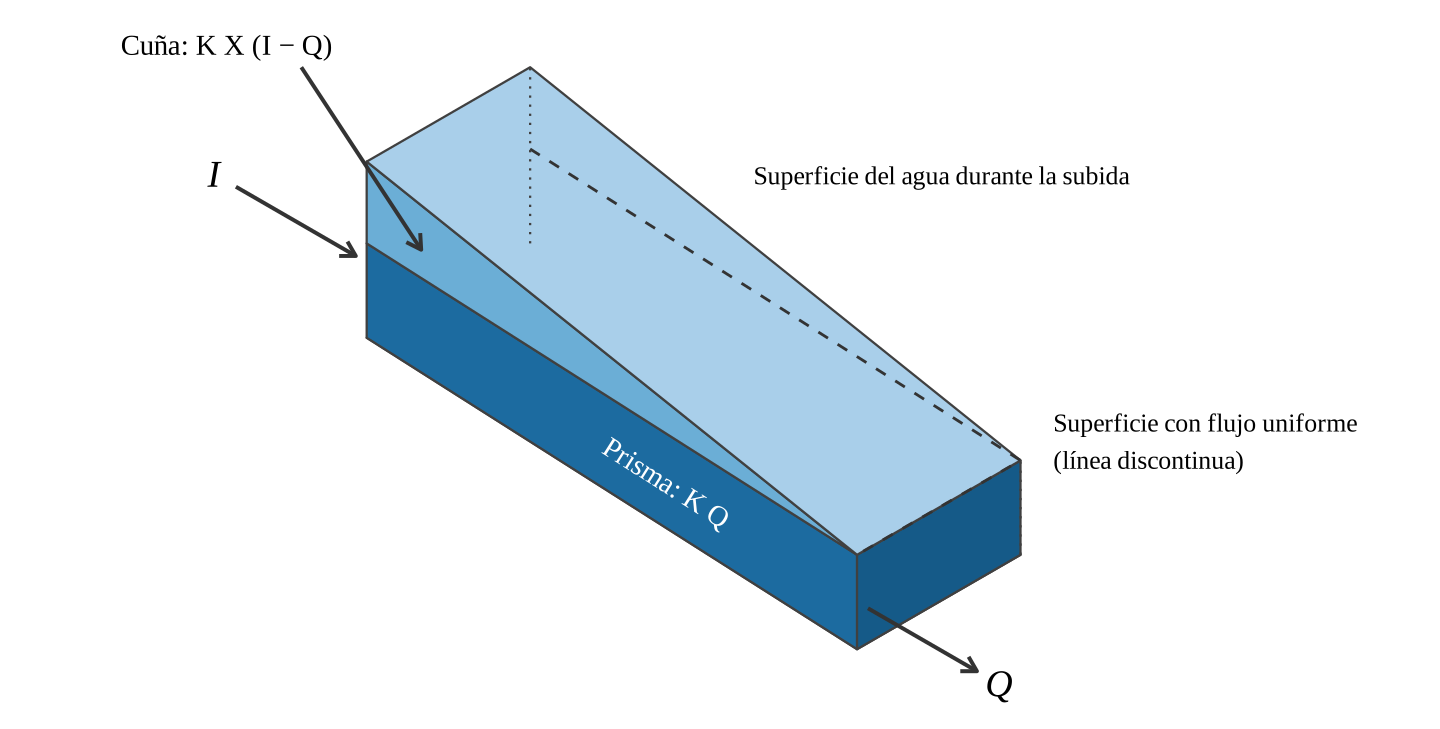 Cuña: K X (I − Q)
I
Superficie del agua durante la subida
Superficie con flujo uniforme
(línea discontinua)
Prisma: K Q
Q